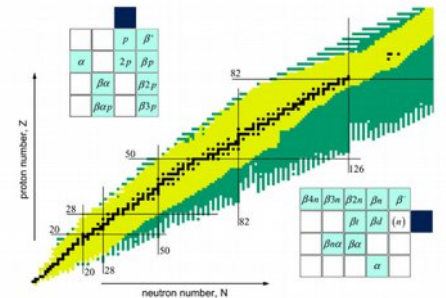 p β⁺
α 2p βp
βα β2p
βαp β3p
82
50
28
20
20 28
50
82
126
proton number, Z
neutron number, N
β4n β3n β2n βn β⁻
βt βd (n)
βnα βα
α